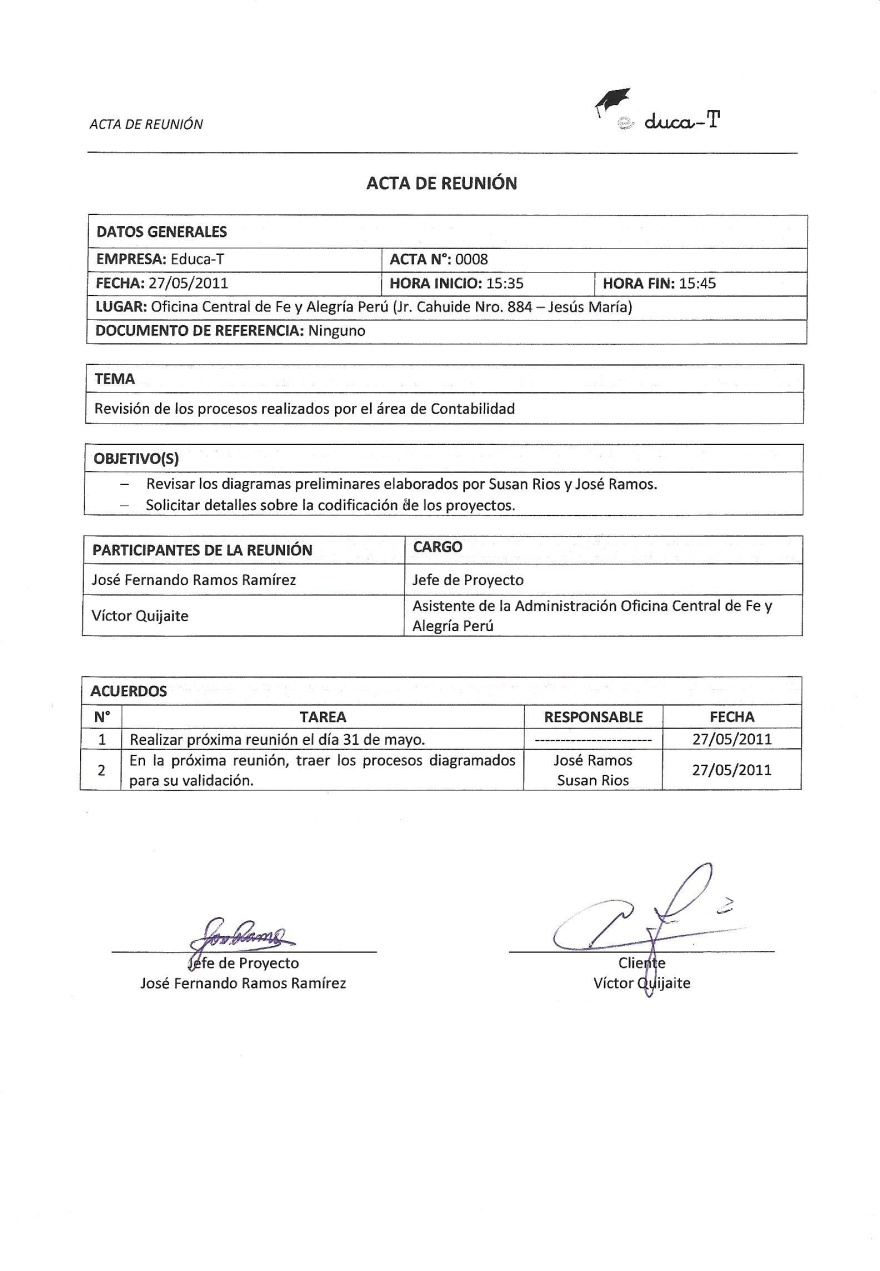 ACTA DE REUNIÓN
educa-T
ACTA DE REUNIÓN
DATOS GENERALES
EMPRESA: Educa-T ACTA N°: 0008
FECHA: 27/05/2011 HORA INICIO: 15:35 HORA FIN: 15:45
LUGAR: Oficina Central de Fe y Alegría Perú (Jr. Cahuide Nro. 884 – Jesús María)
DOCUMENTO DE REFERENCIA: Ninguno
TEMA
Revisión de los procesos realizados por el área de Contabilidad
OBJETIVO(S)
– Revisar los diagramas preliminares elaborados por Susan Rios y José Ramos.
– Solicitar detalles sobre la codificación de los proyectos.
PARTICIPANTES DE LA REUNIÓN CARGO
José Fernando Ramos Ramírez Jefe de Proyecto
Víctor Quijaite Asistente de la Administración Oficina Central de Fe y
Alegría Perú
ACUERDOS
N° TAREA RESPONSABLE FECHA
1 Realizar próxima reunión el día 31 de mayo. ----------------------- 27/05/2011
2 En la próxima reunión, traer los procesos diagramados
para su validación. José Ramos
Susan Rios 27/05/2011
Jefe de Proyecto
José Fernando Ramos Ramírez
Cliente
Víctor Quijaite